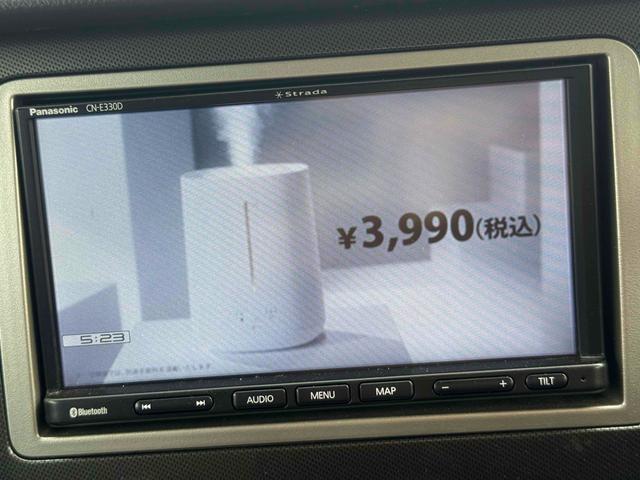 Strada
Panasonic CN-E330D
¥3,990(税込)
5:23
Bluetooth
AUDIO
MENU
MAP
− +
TILT